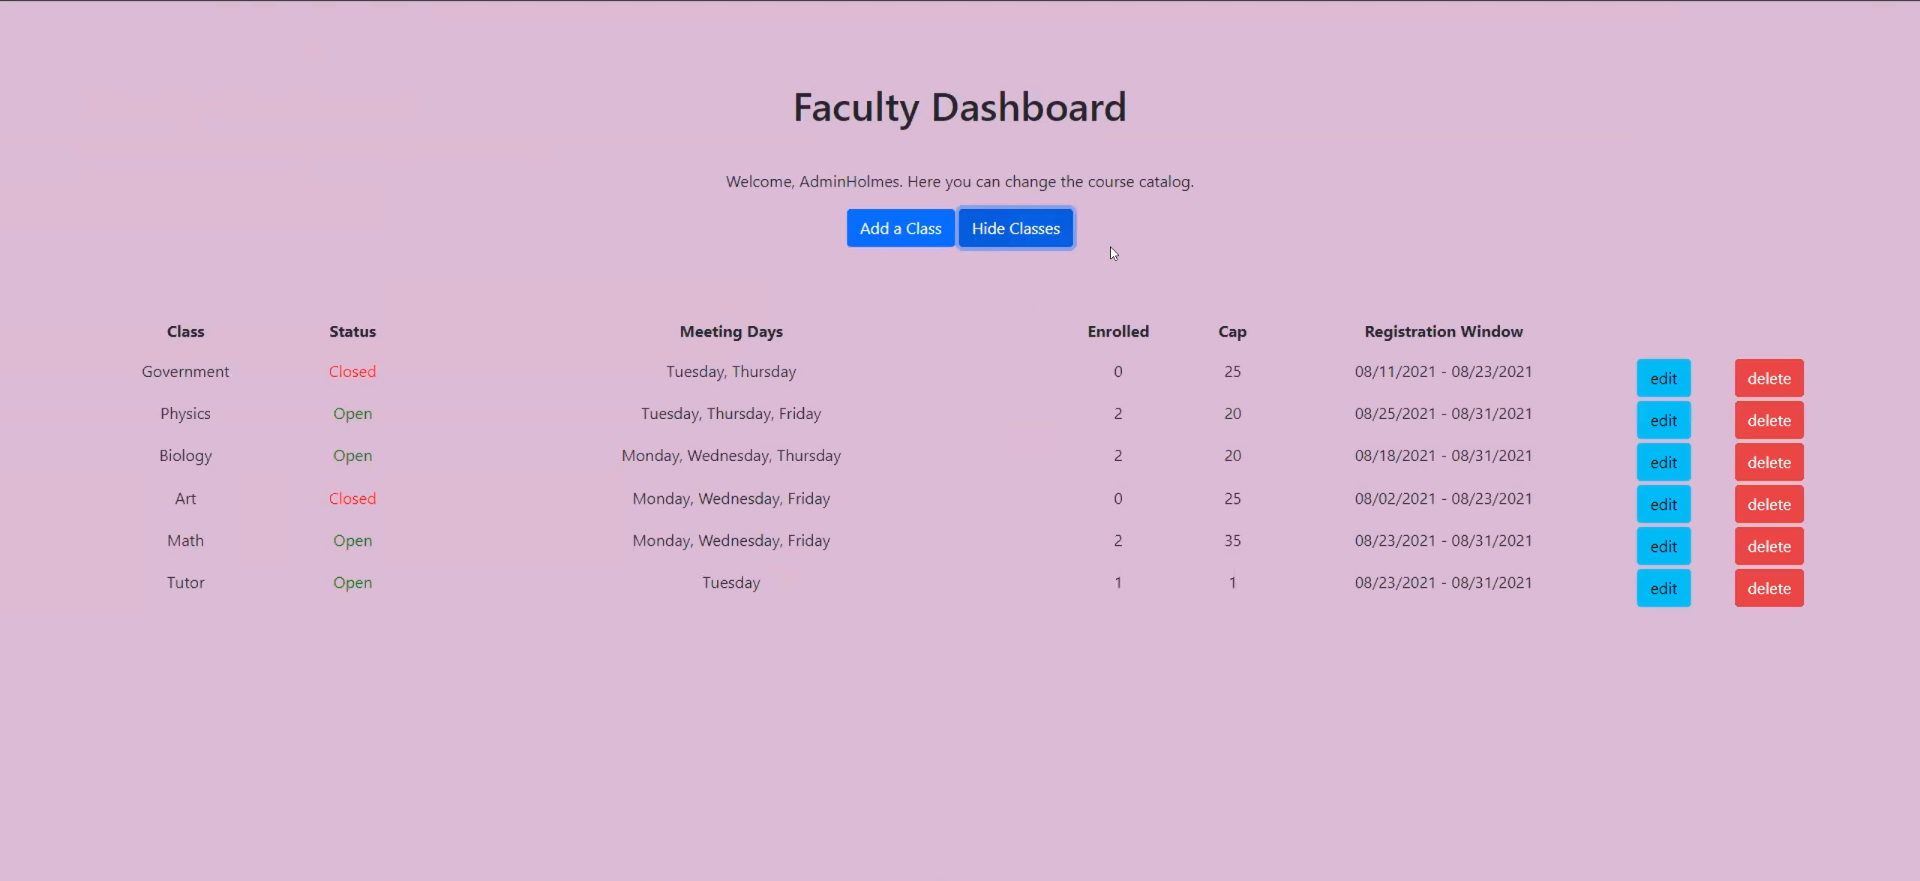 Faculty Dashboard
Welcome, AdminHolmes. Here you can change the course catalog.
Add a Class Hide Classes
Class Status Meeting Days Enrolled Cap Registration Window
Government Closed Tuesday, Thursday 0 25 08/11/2021 - 08/23/2021 edit delete
Physics Open Tuesday, Thursday, Friday 2 20 08/25/2021 - 08/31/2021 edit delete
Biology Open Monday, Wednesday, Thursday 2 20 08/18/2021 - 08/31/2021 edit delete
Art Closed Monday, Wednesday, Friday 0 25 08/02/2021 - 08/23/2021 edit delete
Math Open Monday, Wednesday, Friday 2 35 08/23/2021 - 08/31/2021 edit delete
Tutor Open Tuesday 1 1 08/23/2021 - 08/31/2021 edit delete